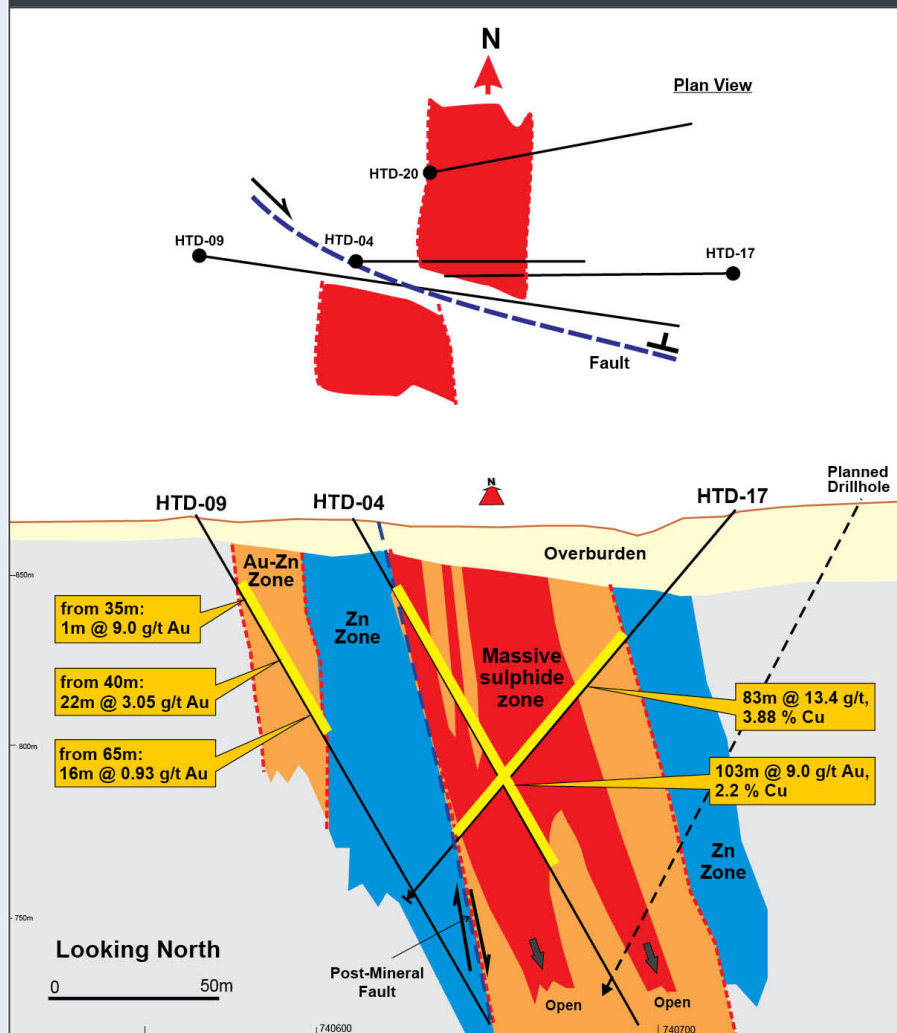 N
Plan View
HTD-20
HTD-09
HTD-04
HTD-17
Fault
N
Planned
Drillhole
HTD-09
HTD-04
HTD-17
Overburden
850m
Au-Zn
Zone
Zn
Zone
from 35m:
1m @ 9.0 g/t Au
Massive
sulphide
zone
from 40m:
22m @ 3.05 g/t Au
83m @ 13.4 g/t,
3.88 % Cu
800m
from 65m:
16m @ 0.93 g/t Au
103m @ 9.0 g/t Au,
2.2 % Cu
Zn
Zone
750m
Looking North
0
50m
Post-Mineral
Fault
Open
Open
740600
740700